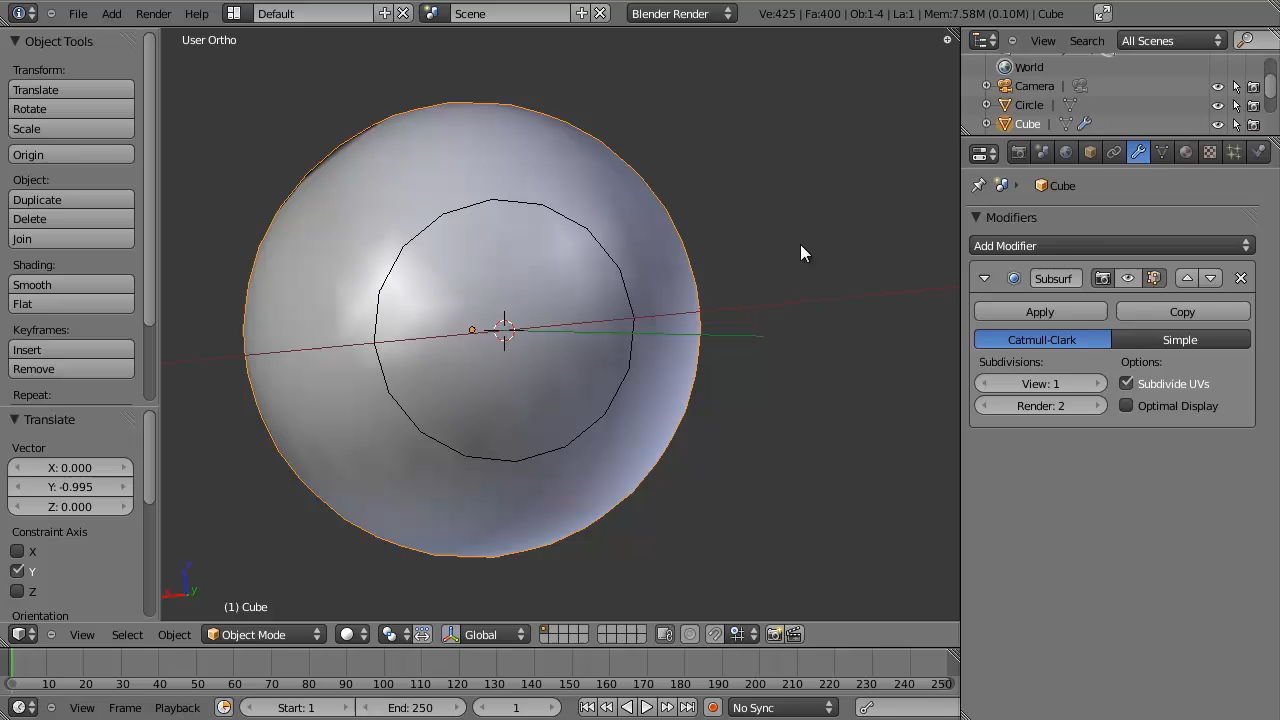 File Add Render Help Default Scene Blender Render Ve:425 | Fa:400 | Ob:1-4 | La:1 | Mem:7.58M (0.10M) | Cube
Object Tools
Transform:
Translate
Rotate
Scale
Origin
Object:
Duplicate
Delete
Join
Shading:
Smooth
Flat
Keyframes:
Insert
Remove
Repeat:
Translate
Vector
X: 0.000
Y: -0.995
Z: 0.000
Constraint Axis
X
Y
Z
Orientation
User Ortho
z
x
y
(1) Cube
View Select Object Object Mode Global
10 20 30 40 50 60 70 80 90 100 110 120 130 140 150 160 170 180 190 200 210 220 230 240 250
View Frame Playback Start: 1 End: 250 1 No Sync
View Search All Scenes
World
Camera
Circle
Cube
Cube
Modifiers
Add Modifier
Subsurf
Apply Copy
Catmull-Clark Simple
Subdivisions: Options:
View: 1 Subdivide UVs
Render: 2 Optimal Display